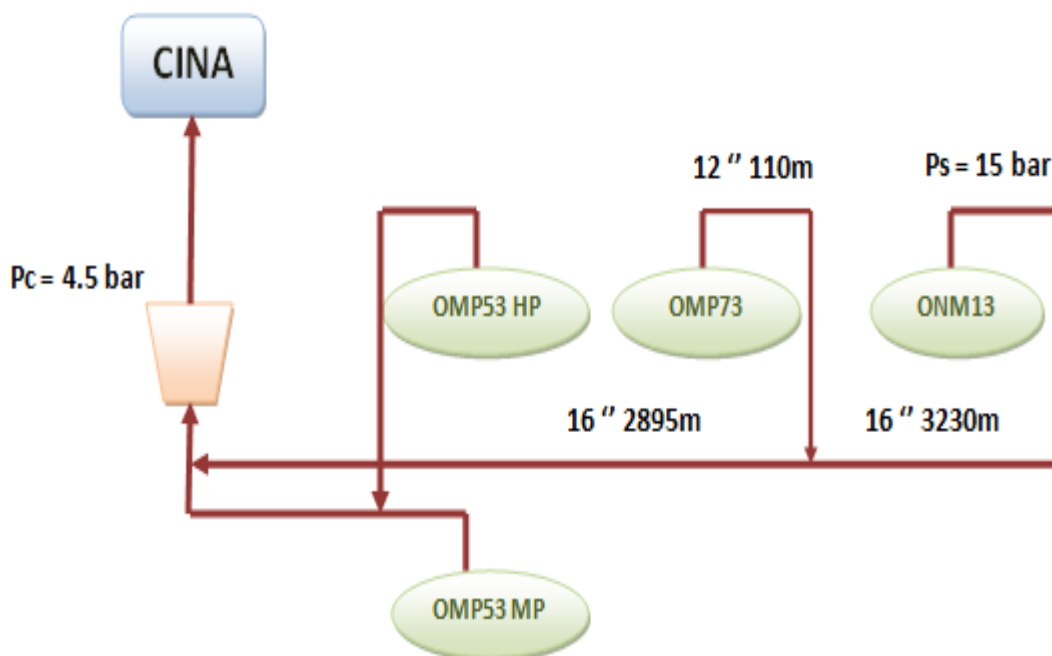 CINA
12 ‘’ 110m
Ps = 15 bar
Pc = 4.5 bar
OMP53 HP
OMP73
ONM13
16 ‘’ 2895m
16 ‘’ 3230m
OMP53 MP